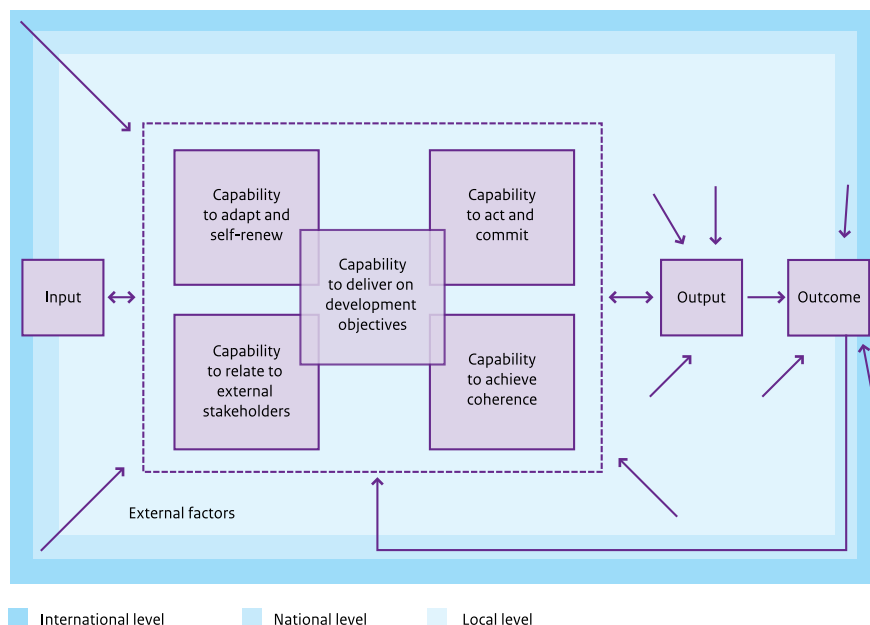 Capability
to adapt and
self-renew
Capability
to act and
commit
Capability
to deliver on
development
objectives
Input
Output
Outcome
Capability
to relate to
external
stakeholders
Capability
to achieve
coherence
External factors
International level
National level
Local level